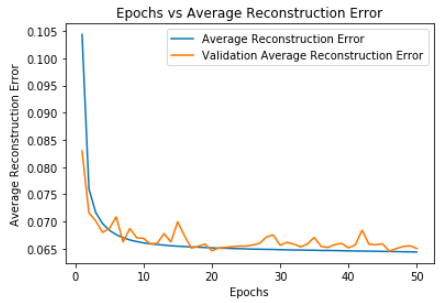 Epochs vs Average Reconstruction Error
Average Reconstruction Error
Validation Average Reconstruction Error
Average Reconstruction Error
0.105
0.100
0.095
0.090
0.085
0.080
0.075
0.070
0.065
0 10 20 30 40 50
Epochs